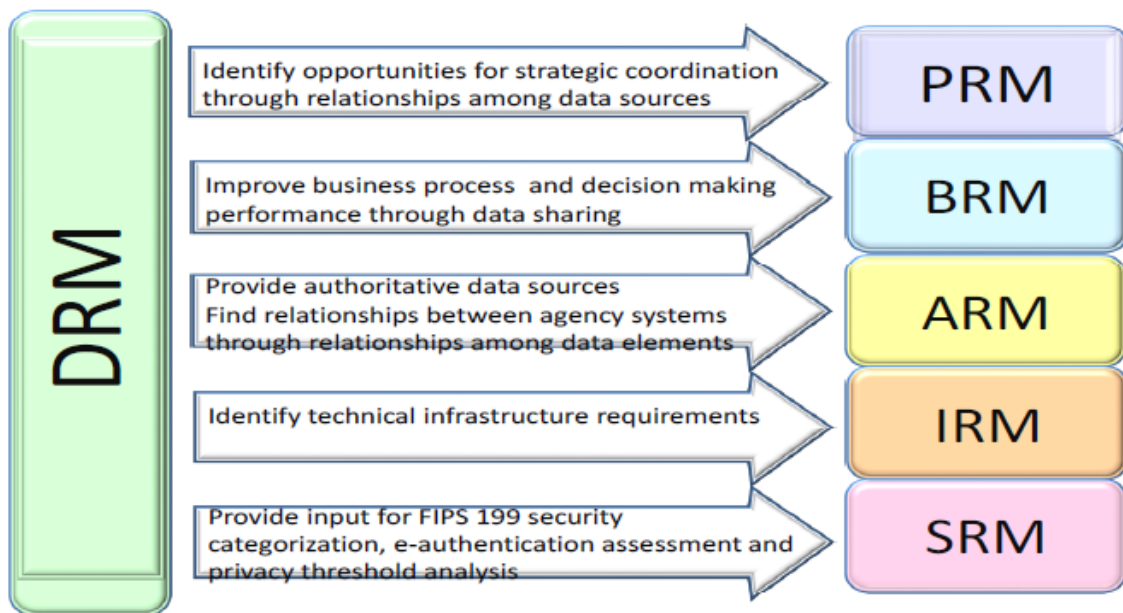 DRM
Identify opportunities for strategic coordination
through relationships among data sources
PRM
Improve business process and decision making
performance through data sharing
BRM
Provide authoritative data sources
Find relationships between agency systems
through relationships among data elements
ARM
Identify technical infrastructure requirements
IRM
Provide input for FIPS 199 security
categorization, e-authentication assessment and
privacy threshold analysis
SRM